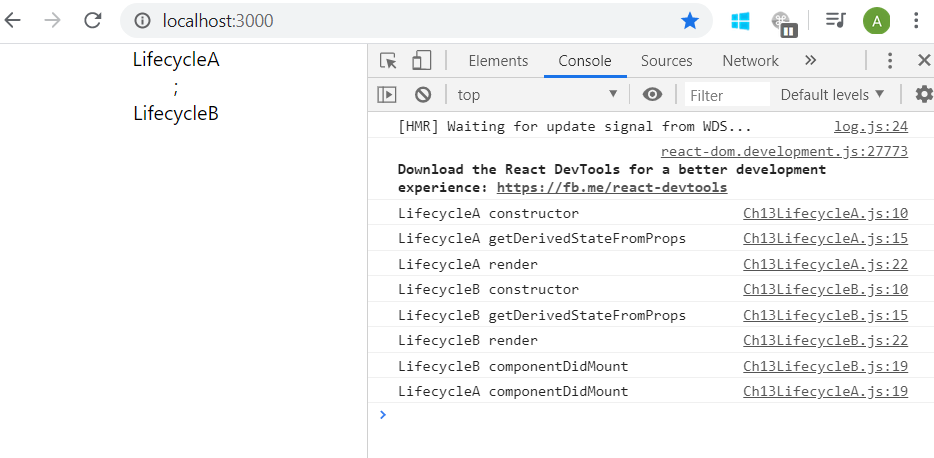 localhost:3000
A
LifecycleA
;
LifecycleB
Elements Console Sources Network »
top Filter Default levels
[HMR] Waiting for update signal from WDS... log.js:24
react-dom.development.js:27773
Download the React DevTools for a better development
experience: https://fb.me/react-devtools
LifecycleA constructor Ch13LifecycleA.js:10
LifecycleA getDerivedStateFromProps Ch13LifecycleA.js:15
LifecycleA render Ch13LifecycleA.js:22
LifecycleB constructor Ch13LifecycleB.js:10
LifecycleB getDerivedStateFromProps Ch13LifecycleB.js:15
LifecycleB render Ch13LifecycleB.js:22
LifecycleB componentDidMount Ch13LifecycleB.js:19
LifecycleA componentDidMount Ch13LifecycleA.js:19